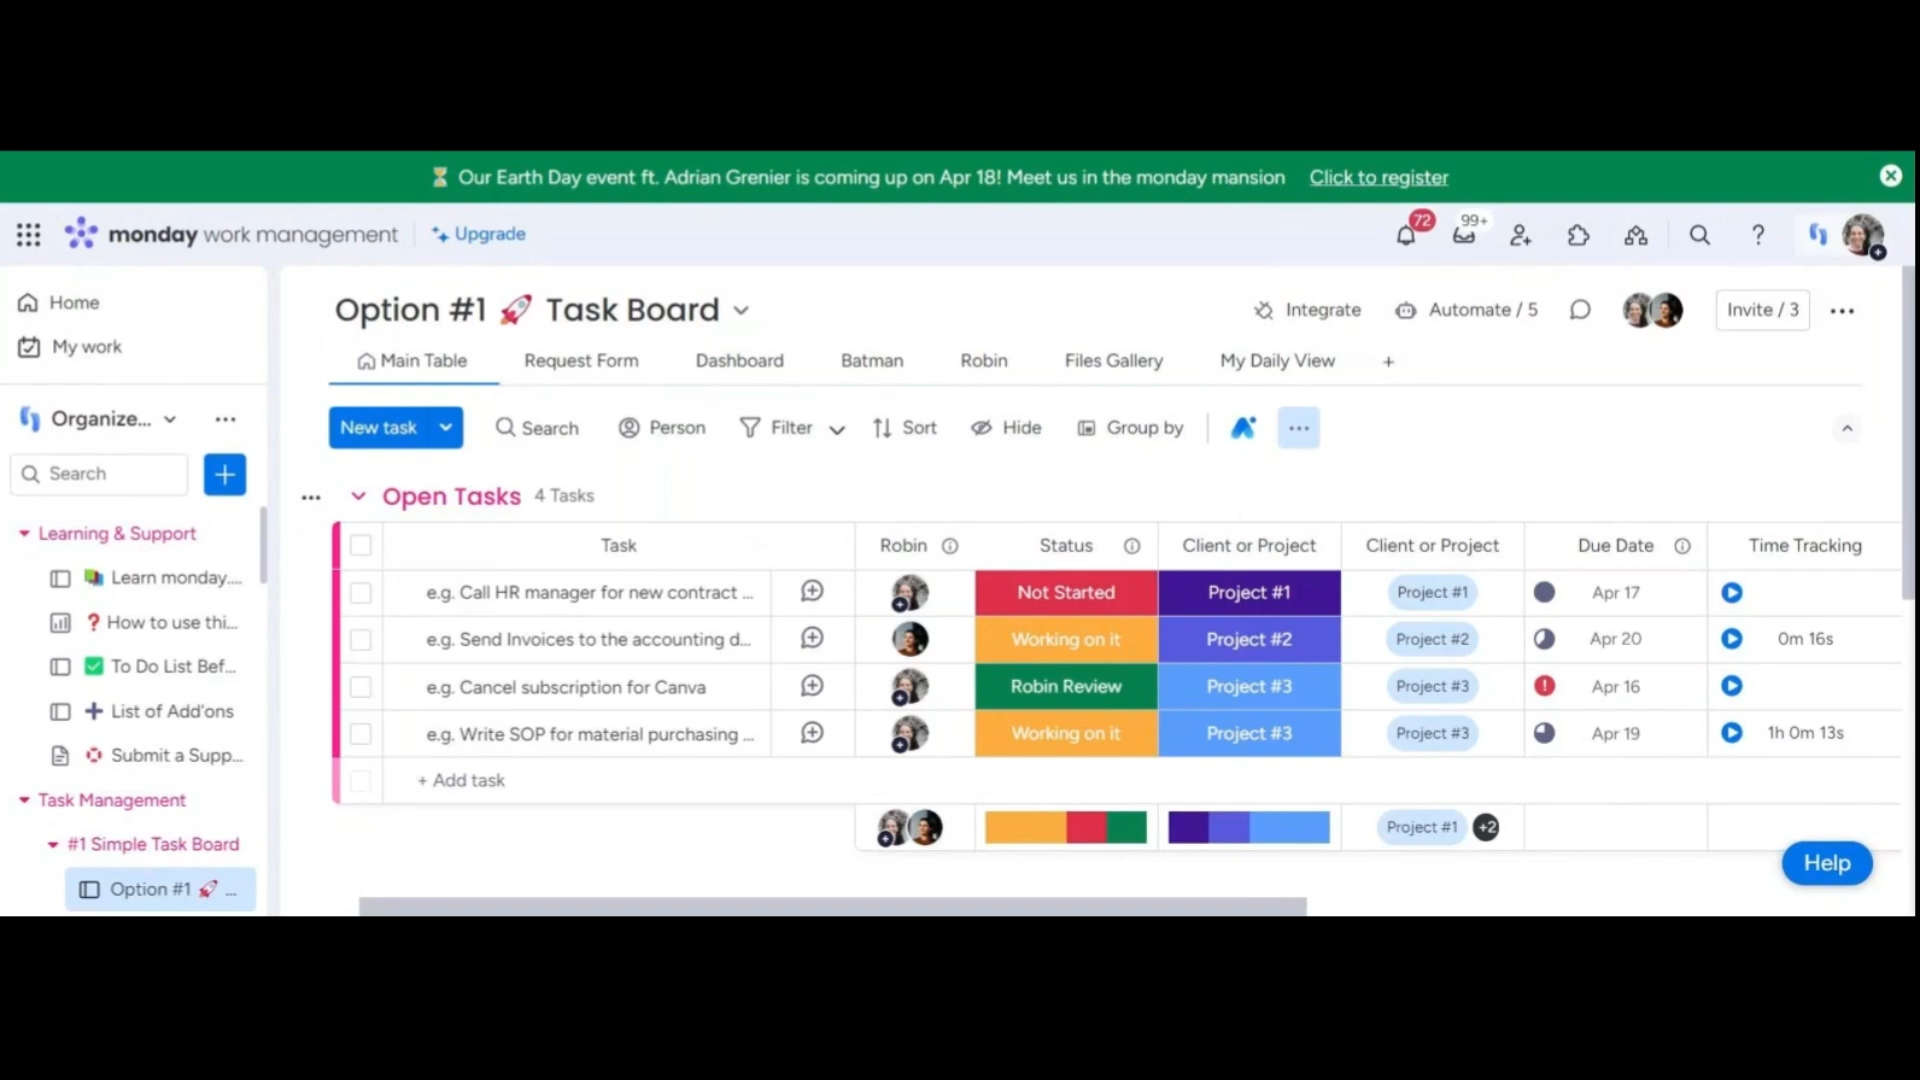 ⏳ Our Earth Day event ft. Adrian Grenier is coming up on Apr 18! Meet us in the monday mansion Click to register
monday work management Upgrade 72 99+
Home
My work
Organize...
Search
Learning & Support
Learn monday....
❓ How to use thi...
✅ To Do List Bef...
➕ List of Add'ons
Submit a Supp...
Task Management
#1 Simple Task Board
Option #1 🚀 ...
Option #1 🚀 Task Board Integrate Automate / 5 Invite / 3
Main Table Request Form Dashboard Batman Robin Files Gallery My Daily View +
New task Search Person Filter Sort Hide Group by
Open Tasks 4 Tasks
Task Robin Status Client or Project Client or Project Due Date Time Tracking
e.g. Call HR manager for new contract ... Not Started Project #1 Project #1 Apr 17
e.g. Send Invoices to the accounting d... Working on it Project #2 Project #2 Apr 20 0m 16s
e.g. Cancel subscription for Canva Robin Review Project #3 Project #3 Apr 16
e.g. Write SOP for material purchasing ... Working on it Project #3 Project #3 Apr 19 1h 0m 13s
+ Add task
Project #1 +2
Help